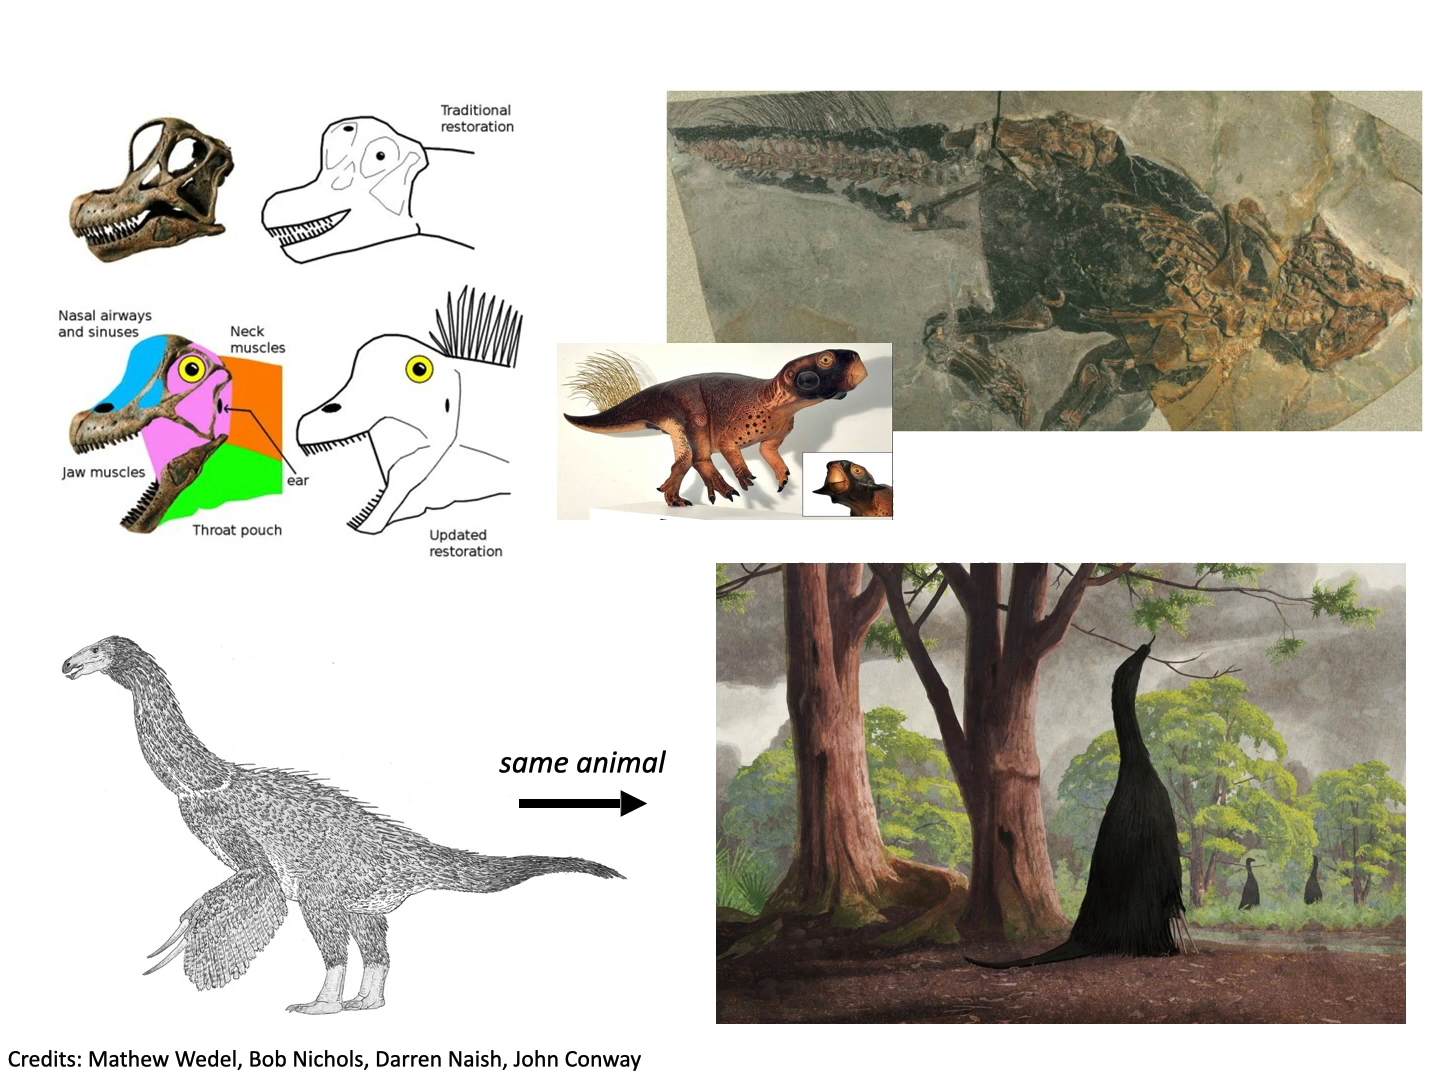 Traditional
restoration
Nasal airways
and sinuses
Neck
muscles
Jaw muscles
ear
Throat pouch
Updated
restoration
same animal
Credits: Mathew Wedel, Bob Nichols, Darren Naish, John Conway